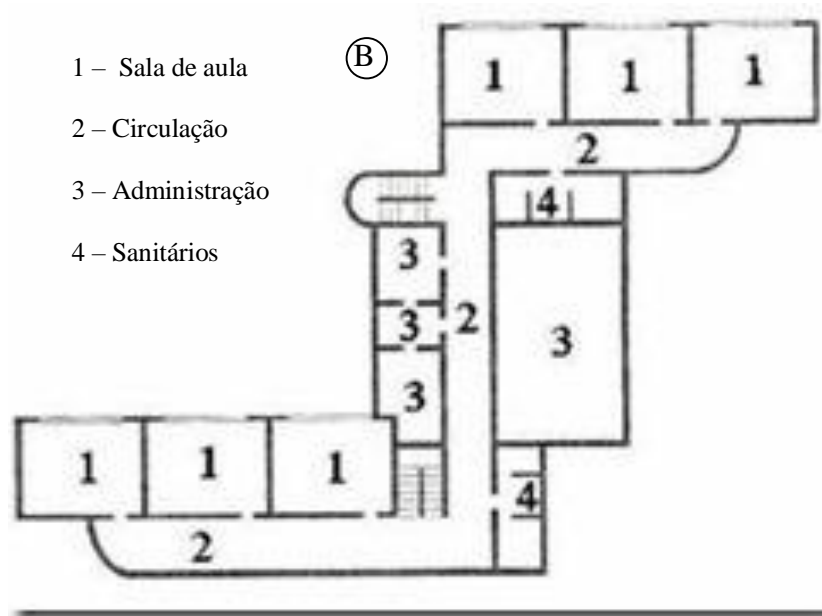 B
1 – Sala de aula
2 – Circulação
3 – Administração
4 – Sanitários
1 1 1
2
4
3
3
2
3
3
1 1 1
4
2